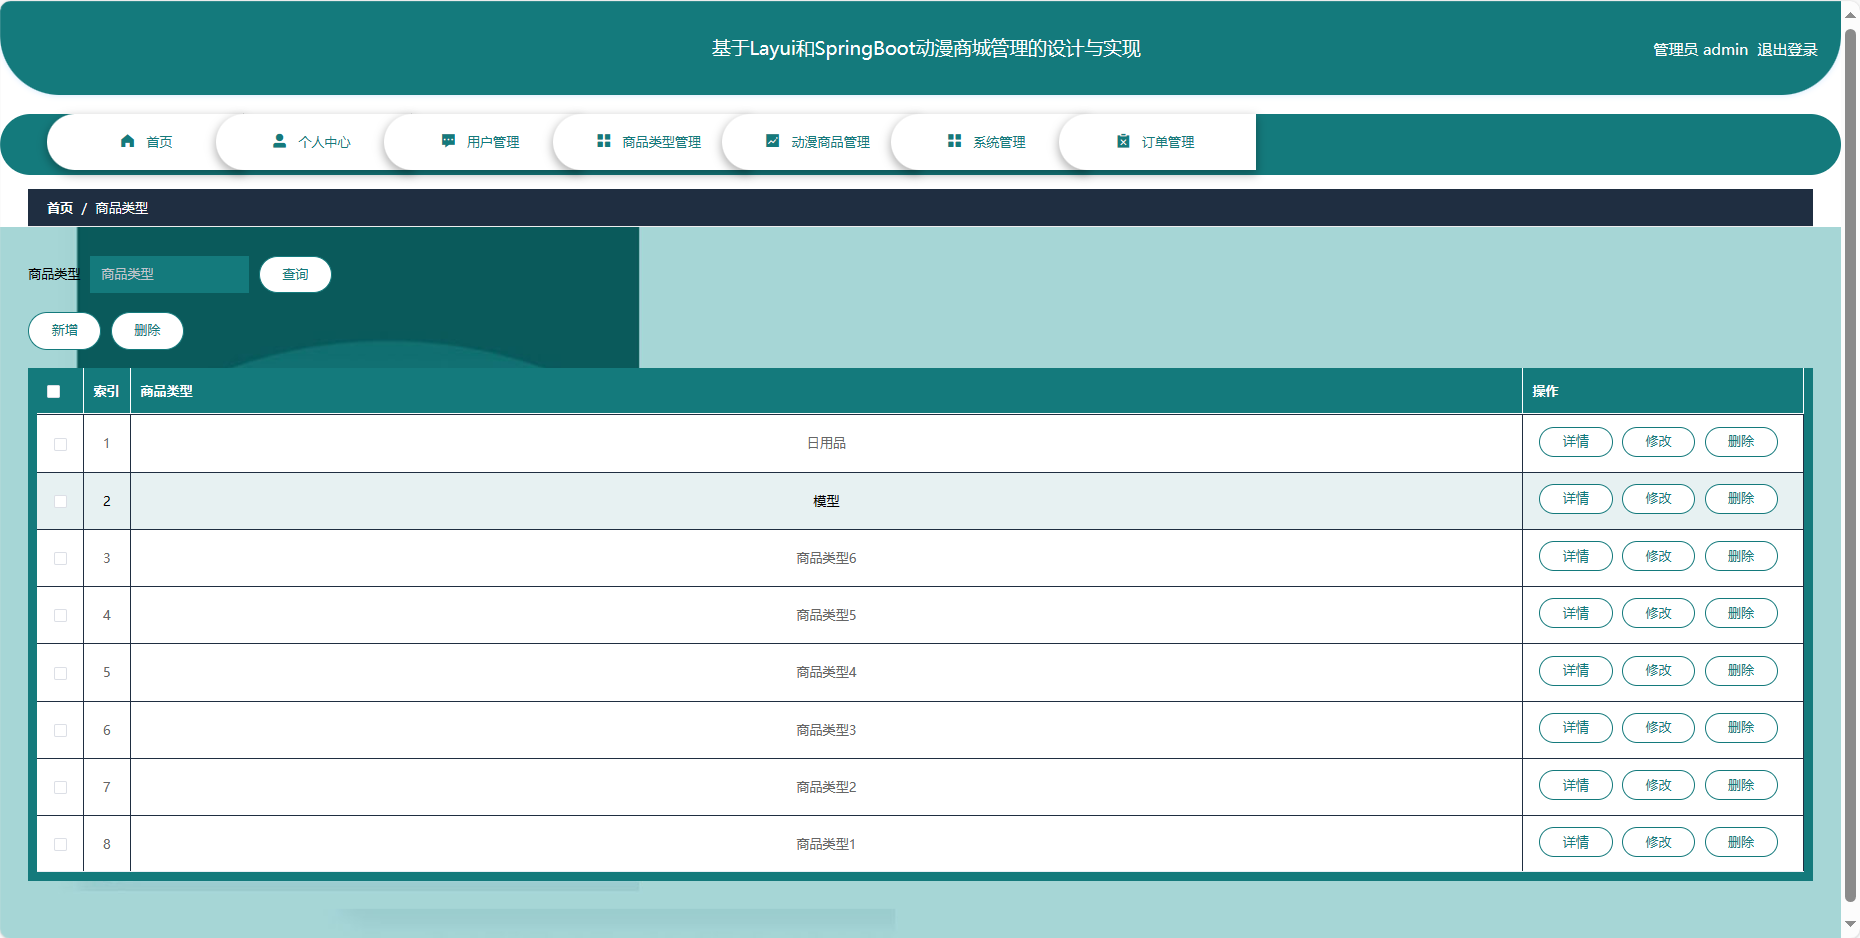 基于Layui和SpringBoot动漫商城管理的设计与实现
管理员 admin 退出登录
首页 个人中心 用户管理 商品类型管理 动漫商品管理 系统管理 订单管理
首页 / 商品类型
商品类型 商品类型 查询
新增 删除
索引 商品类型 操作
1 日用品 详情 修改 删除
2 模型 详情 修改 删除
3 商品类型6 详情 修改 删除
4 商品类型5 详情 修改 删除
5 商品类型4 详情 修改 删除
6 商品类型3 详情 修改 删除
7 商品类型2 详情 修改 删除
8 商品类型1 详情 修改 删除